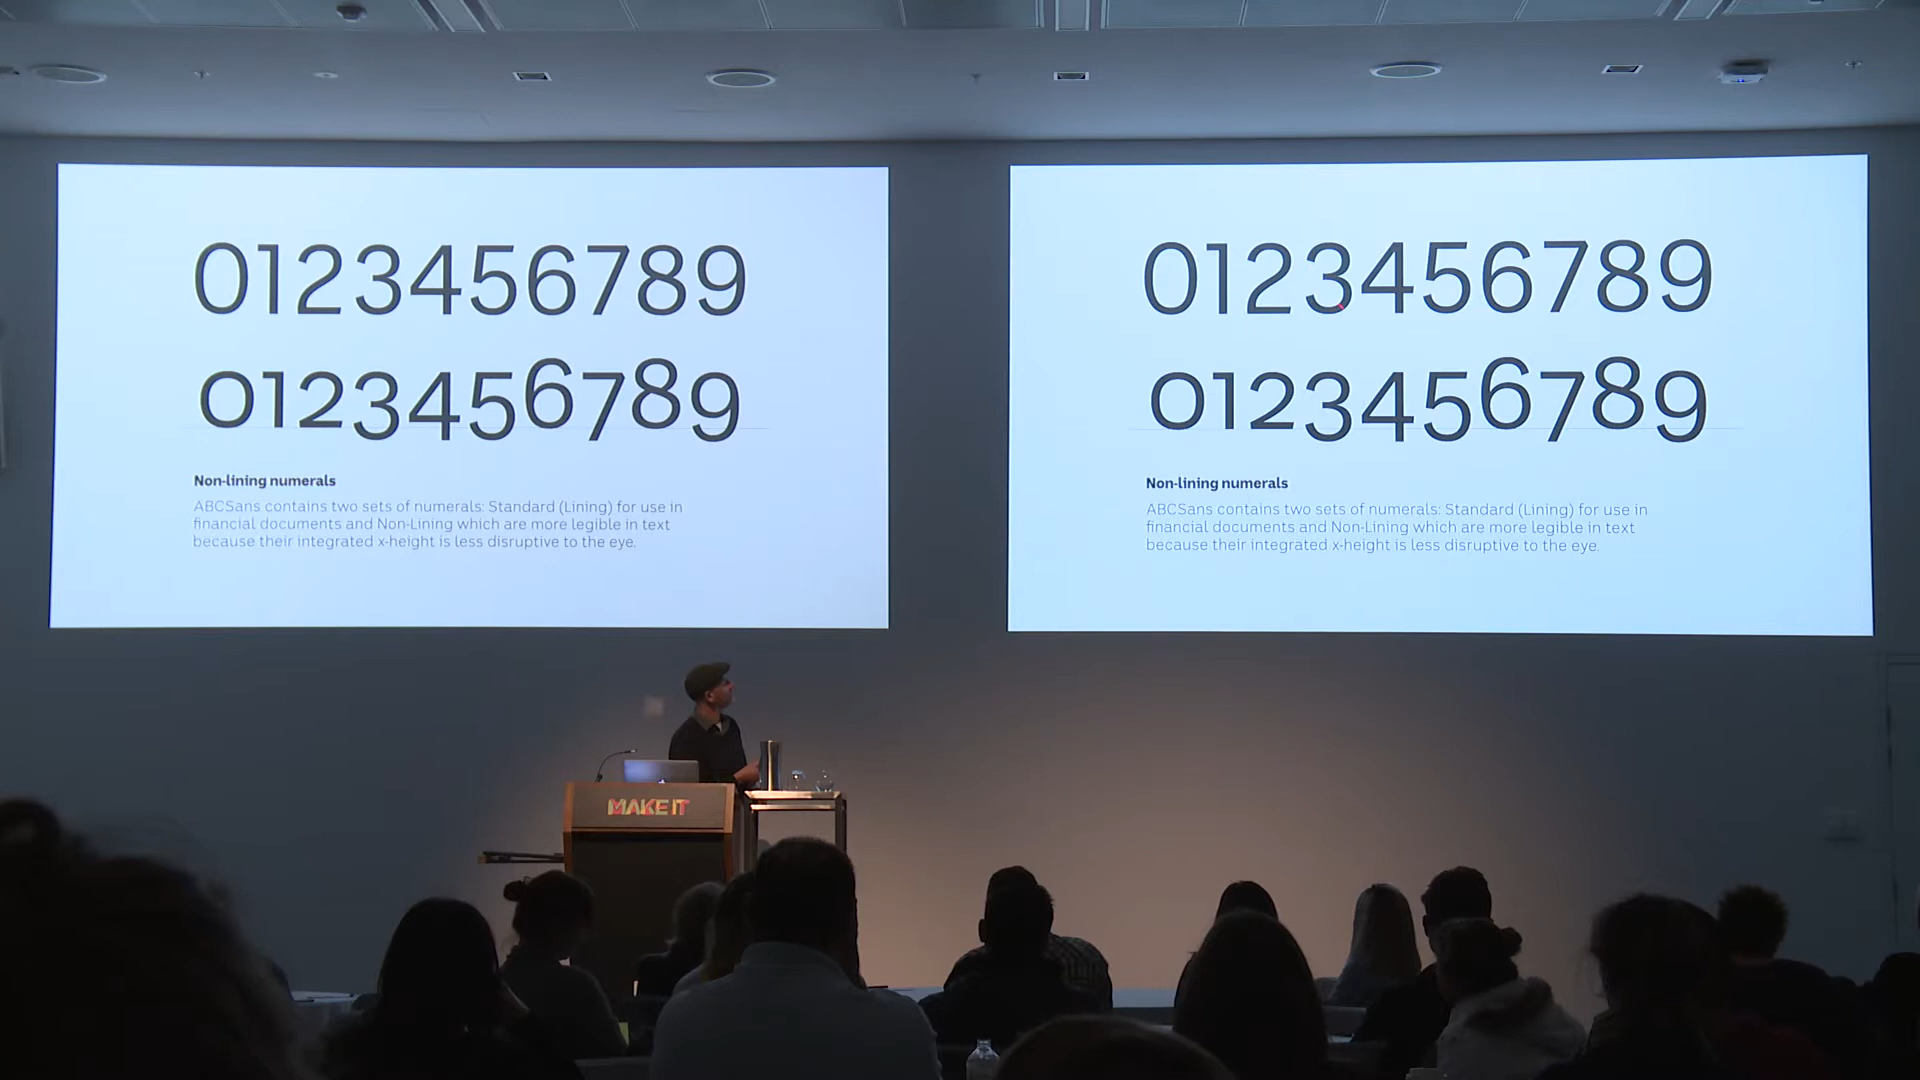 0123456789
0123456789
Non-lining numerals
ABCSans contains two sets of numerals: Standard (Lining) for use in
financial documents and Non-Lining which are more legible in text
because their integrated x-height is less disruptive to the eye.
0123456789
0123456789
Non-lining numerals
ABCSans contains two sets of numerals: Standard (Lining) for use in
financial documents and Non-Lining which are more legible in text
because their integrated x-height is less disruptive to the eye.
MAKE IT